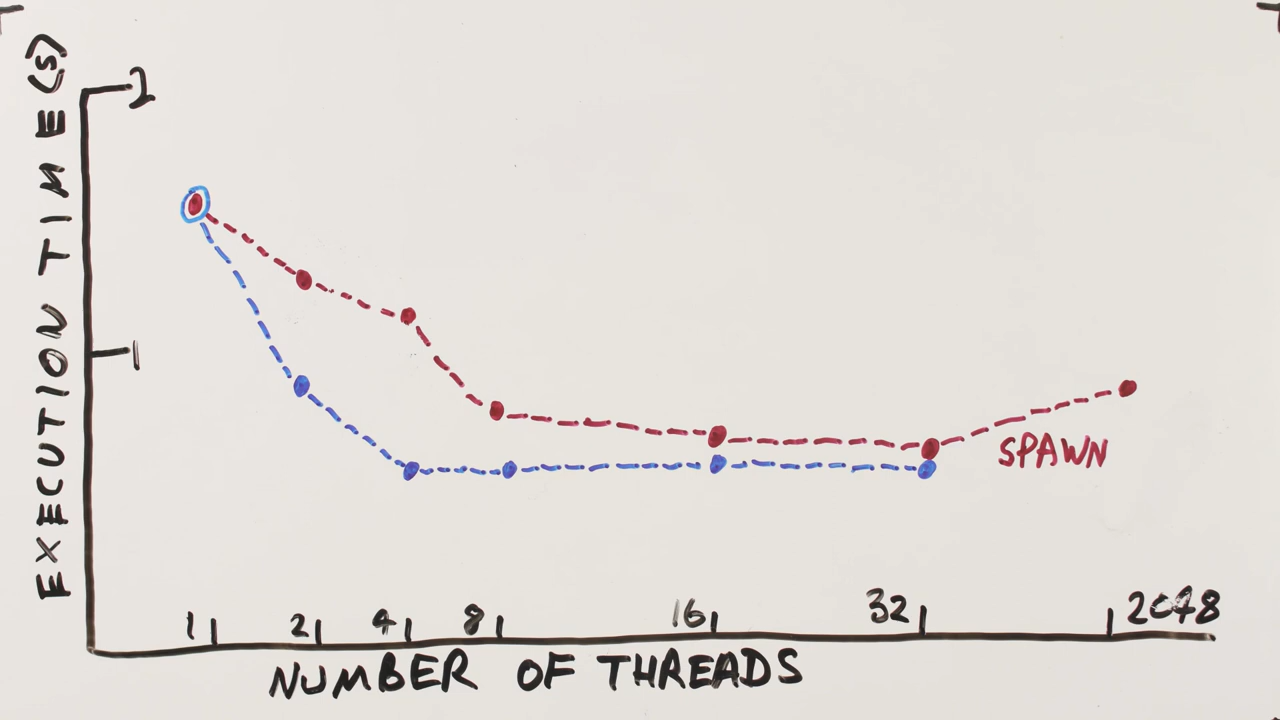 EXECUTION TIME(S)
2
1
SPAWN
1 2 4 8 16 32 2048
NUMBER OF THREADS